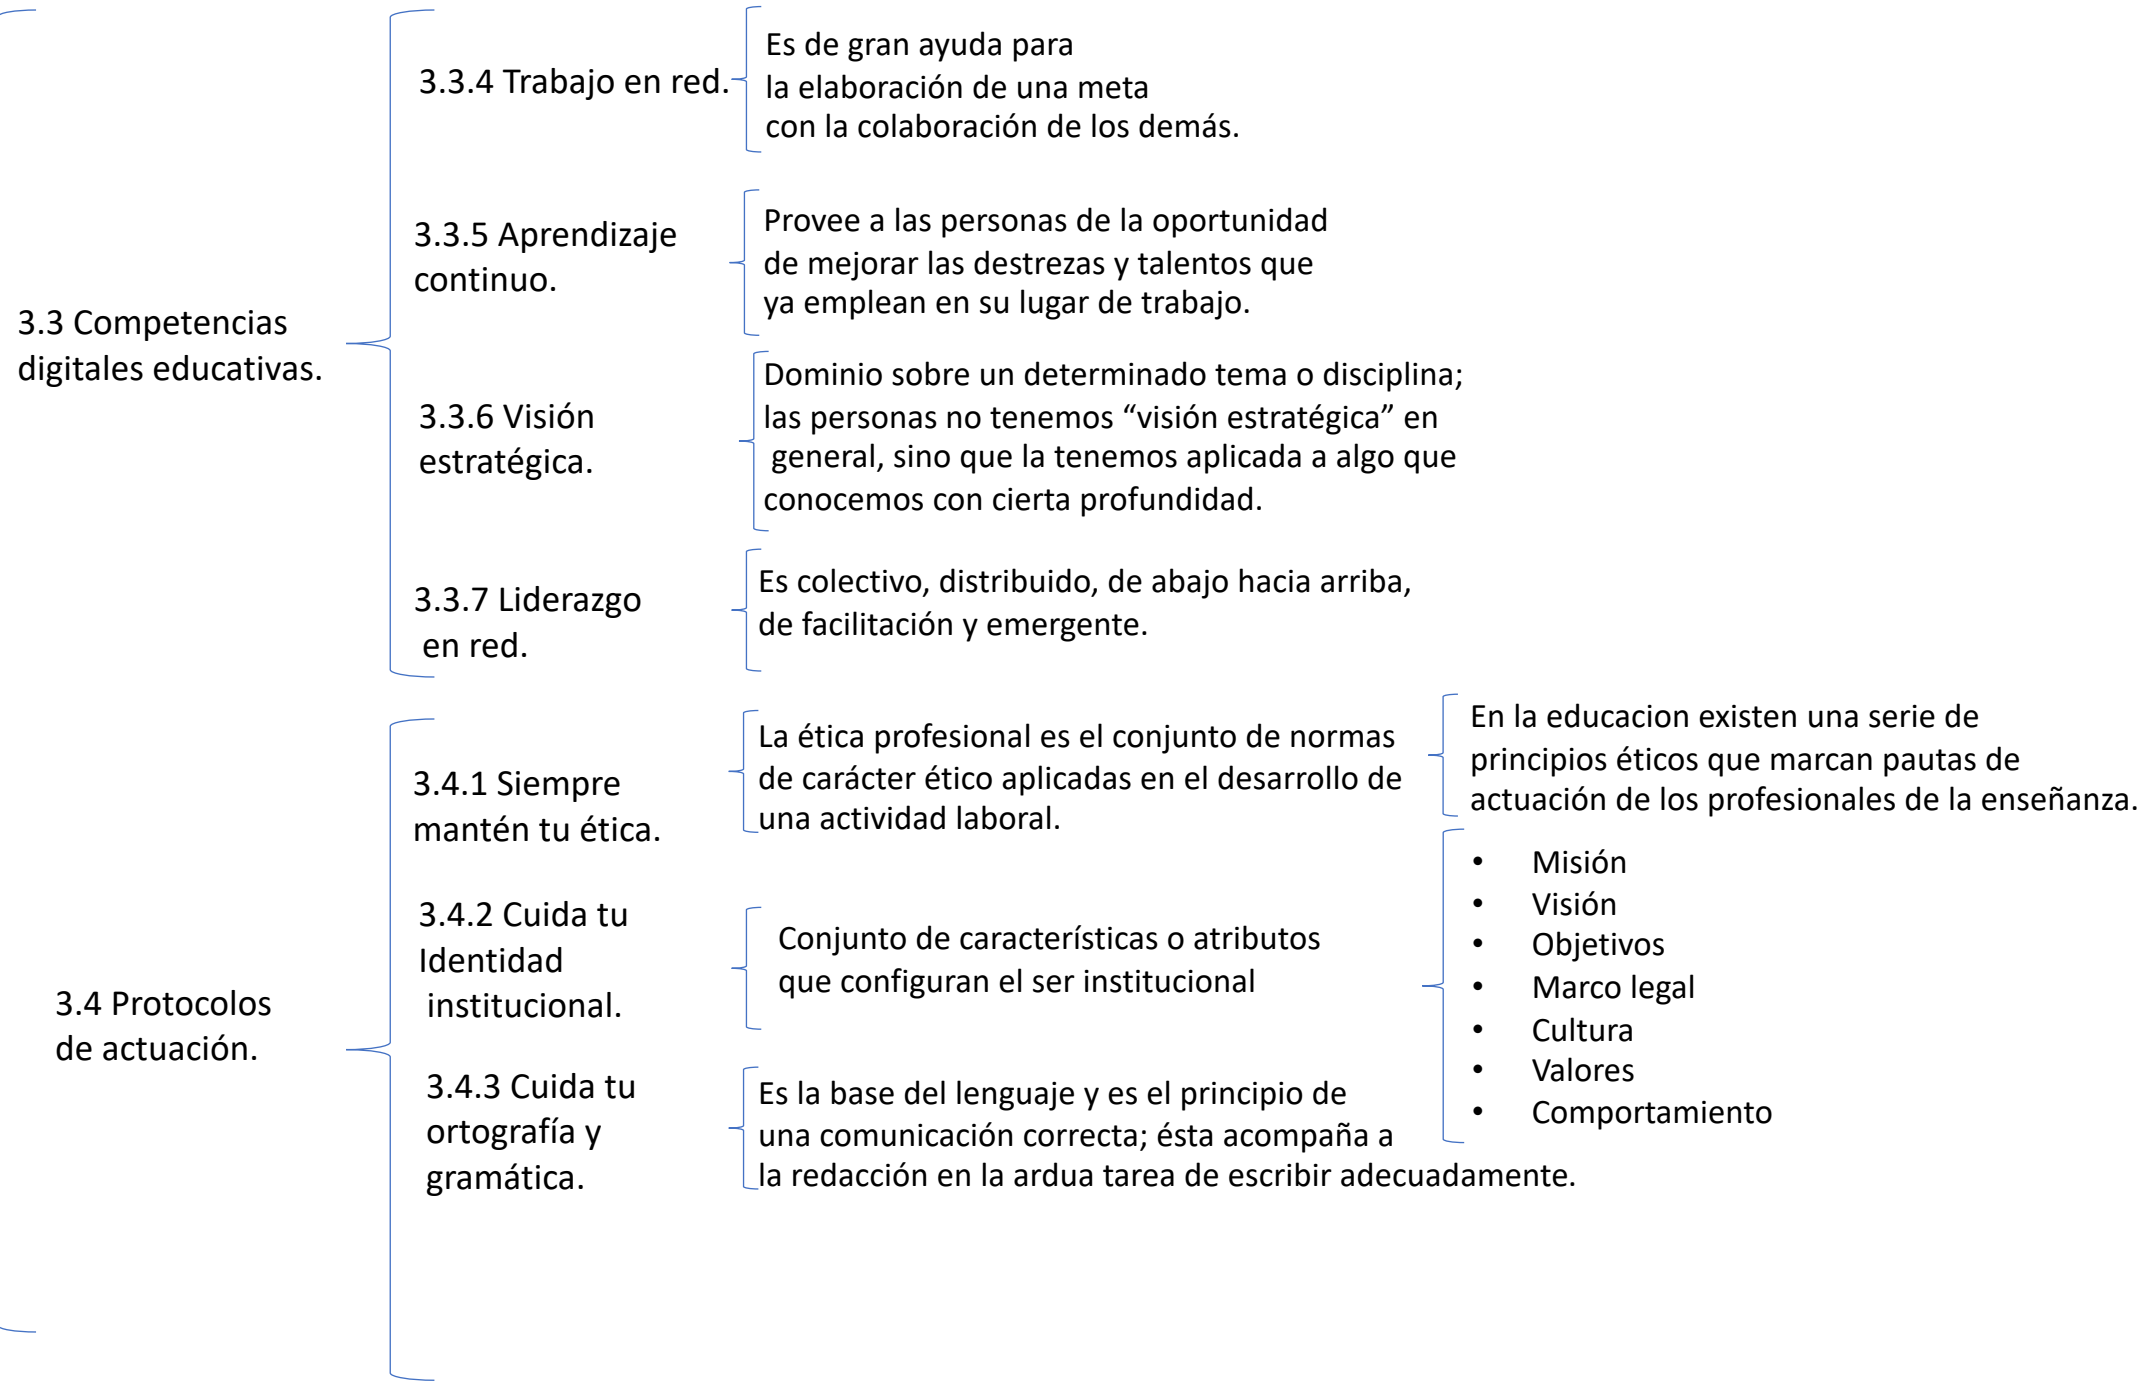 3.3 Competencias
digitales educativas.
3.3.4 Trabajo en red.
Es de gran ayuda para
la elaboración de una meta
con la colaboración de los demás.
3.3.5 Aprendizaje
continuo.
Provee a las personas de la oportunidad
de mejorar las destrezas y talentos que
ya emplean en su lugar de trabajo.
3.3.6 Visión
estratégica.
Dominio sobre un determinado tema o disciplina;
las personas no tenemos “visión estratégica” en
general, sino que la tenemos aplicada a algo que
conocemos con cierta profundidad.
3.3.7 Liderazgo
en red.
Es colectivo, distribuido, de abajo hacia arriba,
de facilitación y emergente.
3.4 Protocolos
de actuación.
3.4.1 Siempre
mantén tu ética.
La ética profesional es el conjunto de normas
de carácter ético aplicadas en el desarrollo de
una actividad laboral.
En la educacion existen una serie de
principios éticos que marcan pautas de
actuación de los profesionales de la enseñanza.
3.4.2 Cuida tu
Identidad
institucional.
Conjunto de características o atributos
que configuran el ser institucional
• Misión
• Visión
• Objetivos
• Marco legal
• Cultura
• Valores
• Comportamiento
3.4.3 Cuida tu
ortografía y
gramática.
Es la base del lenguaje y es el principio de
una comunicación correcta; ésta acompaña a
la redacción en la ardua tarea de escribir adecuadamente.